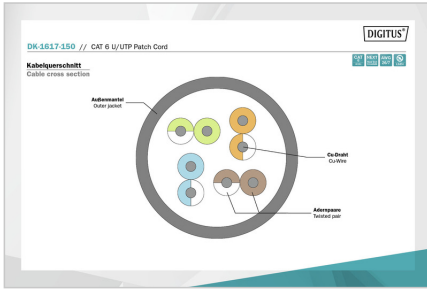 DIGITUS®
DK-1617-150 // CAT 6 U/UTP Patch Cord
Kabelquerschnitt
Cable cross section
Außenmantel
Outer jacket
Cu-Draht
Cu-Wire
Aderpaare
Twisted pair